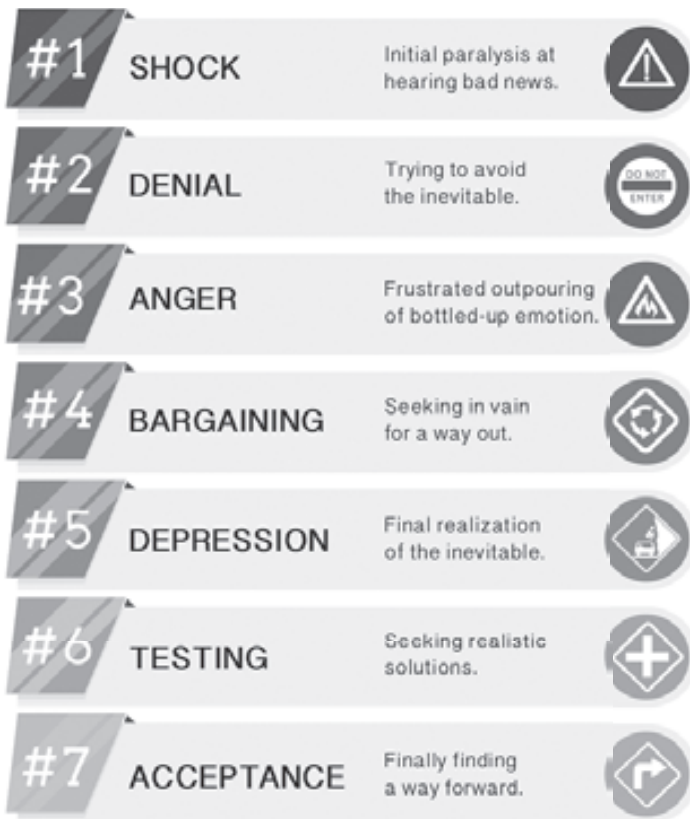 #1
SHOCK
Initial paralysis at
hearing bad news.
#2
DENIAL
Trying to avoid
the inevitable.
DO NOT
ENTER
#3
ANGER
Frustrated outpouring
of bottled-up emotion.
#4
BARGAINING
Seeking in vain
for a way out.
#5
DEPRESSION
Final realization
of the inevitable.
#6
TESTING
Seeking realistic
solutions.
#7
ACCEPTANCE
Finally finding
a way forward.